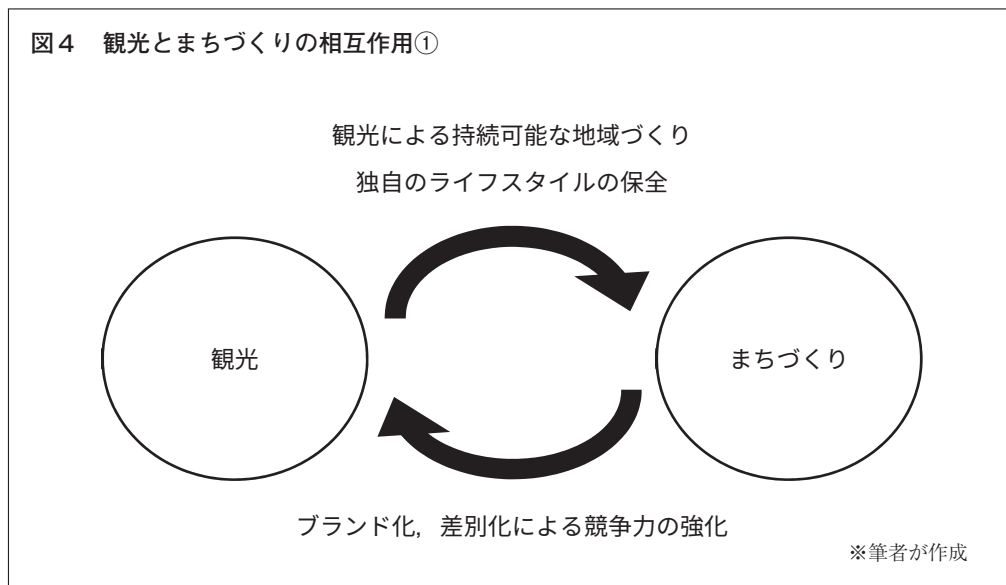 図4 観光とまちづくりの相互作用①
観光による持続可能な地域づくり
独自のライフスタイルの保全
観光
まちづくり
ブランド化，差別化による競争力の強化
※筆者が作成